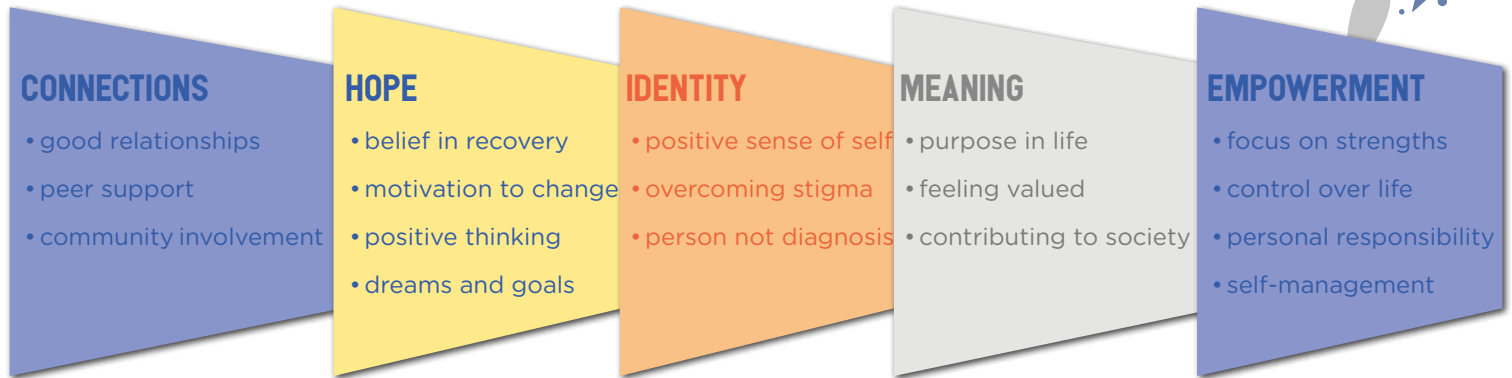 CONNECTIONS
• good relationships
• peer support
• community involvement
HOPE
• belief in recovery
• motivation to change
• positive thinking
• dreams and goals
IDENTITY
• positive sense of self
• overcoming stigma
• person not diagnosis
MEANING
• purpose in life
• feeling valued
• contributing to society
EMPOWERMENT
• focus on strengths
• control over life
• personal responsibility
• self-management